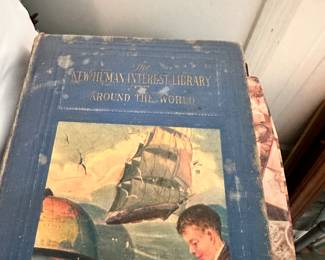 The
NEW HUMAN INTEREST LIBRARY
AROUND THE WORLD